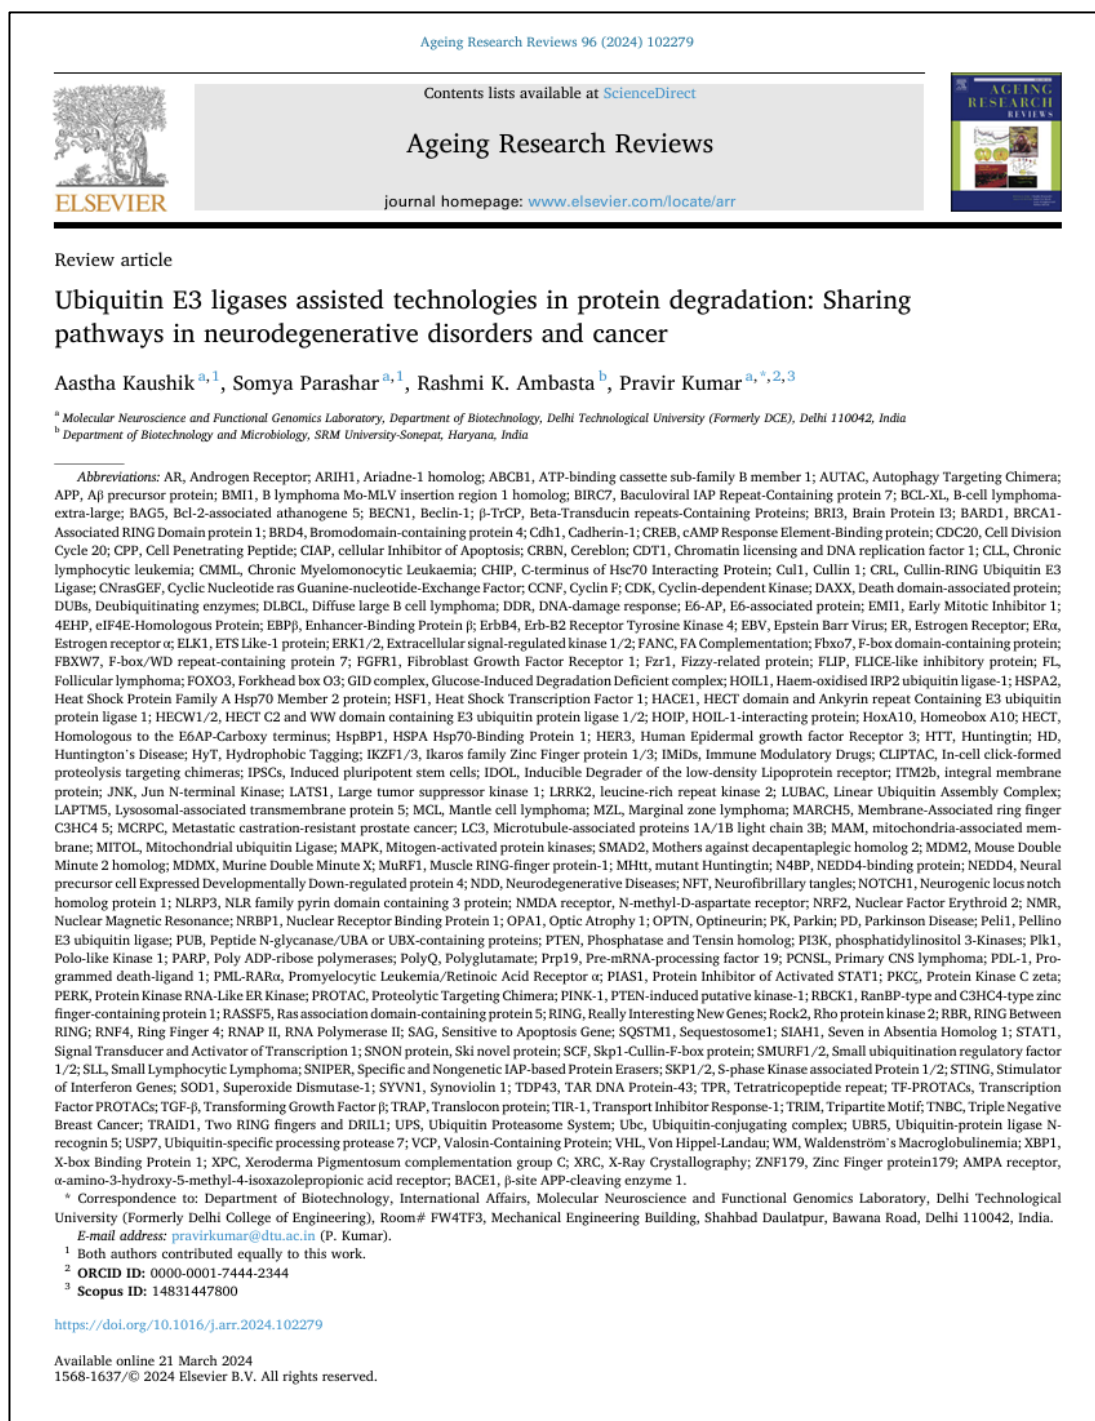 Ageing Research Reviews 96 (2024) 102279
Contents lists available at ScienceDirect
Ageing Research Reviews
journal homepage: www.elsevier.com/locate/arr
ELSEVIER
AGEING
RESEARCH
REVIEWS
Review article
Ubiquitin E3 ligases assisted technologies in protein degradation: Sharing
pathways in neurodegenerative disorders and cancer
Aastha Kaushik a,1, Somya Parashar a,1, Rashmi K. Ambasta b, Pravir Kumar a,*,2,3
a Molecular Neuroscience and Functional Genomics Laboratory, Department of Biotechnology, Delhi Technological University (Formerly DCE), Delhi 110042, India
b Department of Biotechnology and Microbiology, SRM University-Sonepat, Haryana, India
Abbreviations: AR, Androgen Receptor; ARIH1, Ariadne-1 homolog; ABCB1, ATP-binding cassette sub-family B member 1; AUTAC, Autophagy Targeting Chimera;
APP, Aβ precursor protein; BMI1, B lymphoma Mo-MLV insertion region 1 homolog; BIRC7, Baculoviral IAP Repeat-Containing protein 7; BCL-XL, B-cell lymphoma-
extra-large; BAG5, Bcl-2-associated athanogene 5; BECN1, Beclin-1; β-TrCP, Beta-Transducin repeats-Containing Proteins; BRI3, Brain Protein I3; BARD1, BRCA1-
Associated RING Domain protein 1; BRD4, Bromodomain-containing protein 4; Cdh1, Cadherin-1; CREB, cAMP Response Element-Binding protein; CDC20, Cell Division
Cycle 20; CPP, Cell Penetrating Peptide; CIAP, cellular Inhibitor of Apoptosis; CRBN, Cereblon; CDT1, Chromatin licensing and DNA replication factor 1; CLL, Chronic
lymphocytic leukemia; CMML, Chronic Myelomonocytic Leukaemia; CHIP, C-terminus of Hsc70 Interacting Protein; Cul1, Cullin 1; CRL, Cullin-RING Ubiquitin E3
Ligase; CNrasGEF, Cyclic Nucleotide ras Guanine-nucleotide-Exchange Factor; CCNF, Cyclin F; CDK, Cyclin-dependent Kinase; DAXX, Death domain-associated protein;
DUBs, Deubiquitinating enzymes; DLBCL, Diffuse large B cell lymphoma; DDR, DNA-damage response; E6-AP, E6-associated protein; EMI1, Early Mitotic Inhibitor 1;
4EHP, eIF4E-Homologous Protein; EBPβ, Enhancer-Binding Protein β; ErbB4, Erb-B2 Receptor Tyrosine Kinase 4; EBV, Epstein Barr Virus; ER, Estrogen Receptor; ERα,
Estrogen receptor α; ELK1, ETS Like-1 protein; ERK1/2, Extracellular signal-regulated kinase 1/2; FANC, FA Complementation; Fbxo7, F-box domain-containing protein;
FBXW7, F-box/WD repeat-containing protein 7; FGFR1, Fibroblast Growth Factor Receptor 1; Fzr1, Fizzy-related protein; FLIP, FLICE-like inhibitory protein; FL,
Follicular lymphoma; FOXO3, Forkhead box O3; GID complex, Glucose-Induced Degradation Deficient complex; HOIL1, Haem-oxidised IRP2 ubiquitin ligase-1; HSPA2,
Heat Shock Protein Family A Hsp70 Member 2 protein; HSF1, Heat Shock Transcription Factor 1; HACE1, HECT domain and Ankyrin repeat Containing E3 ubiquitin
protein ligase 1; HECW1/2, HECT C2 and WW domain containing E3 ubiquitin protein ligase 1/2; HOIP, HOIL-1-interacting protein; HoxA10, Homeobox A10; HECT,
Homologous to the E6AP-Carboxy terminus; HspBP1, HSPA Hsp70-Binding Protein 1; HER3, Human Epidermal growth factor Receptor 3; HTT, Huntingtin; HD,
Huntington's Disease; HyT, Hydrophobic Tagging; IKZF1/3, Ikaros family Zinc Finger protein 1/3; IMiDs, Immune Modulatory Drugs; CLIPTAC, In-cell click-formed
proteolysis targeting chimeras; IPSCs, Induced pluripotent stem cells; IDOL, Inducible Degrader of the low-density Lipoprotein receptor; ITM2b, integral membrane
protein; JNK, Jun N-terminal Kinase; LATS1, Large tumor suppressor kinase 1; LRRK2, leucine-rich repeat kinase 2; LUBAC, Linear Ubiquitin Assembly Complex;
LAPTM5, Lysosomal-associated transmembrane protein 5; MCL, Mantle cell lymphoma; MZL, Marginal zone lymphoma; MARCH5, Membrane-Associated ring finger
C3HC4 5; MCRPC, Metastatic castration-resistant prostate cancer; LC3, Microtubule-associated proteins 1A/1B light chain 3B; MAM, mitochondria-associated mem-
brane; MITOL, Mitochondrial ubiquitin Ligase; MAPK, Mitogen-activated protein kinases; SMAD2, Mothers against decapentaplegic homolog 2; MDM2, Mouse Double
Minute 2 homolog; MDMX, Murine Double Minute X; MuRF1, Muscle RING-finger protein-1; MHtt, mutant Huntingtin; N4BP, NEDD4-binding protein; NEDD4, Neural
precursor cell Expressed Developmentally Down-regulated protein 4; NDD, Neurodegenerative Diseases; NFT, Neurofibrillary tangles; NOTCH1, Neurogenic locus notch
homolog protein 1; NLRP3, NLR family pyrin domain containing 3 protein; NMDA receptor, N-methyl-D-aspartate receptor; NRF2, Nuclear Factor Erythroid 2; NMR,
Nuclear Magnetic Resonance; NRBP1, Nuclear Receptor Binding Protein 1; OPA1, Optic Atrophy 1; OPTN, Optineurin; PK, Parkin; PD, Parkinson Disease; Peli1, Pellino
E3 ubiquitin ligase; PUB, Peptide N-glycanase/UBA or UBX-containing proteins; PTEN, Phosphatase and Tensin homolog; PI3K, phosphatidylinositol 3-Kinases; Plk1,
Polo-like Kinase 1; PARP, Poly ADP-ribose polymerases; PolyQ, Polyglutamate; Prp19, Pre-mRNA-processing factor 19; PCNSL, Primary CNS lymphoma; PDL-1, Pro-
grammed death-ligand 1; PML-RARα, Promyelocytic Leukemia/Retinoic Acid Receptor α; PIAS1, Protein Inhibitor of Activated STAT1; PKCζ, Protein Kinase C zeta;
PERK, Protein Kinase RNA-Like ER Kinase; PROTAC, Proteolytic Targeting Chimera; PINK-1, PTEN-induced putative kinase-1; RBCK1, RanBP-type and C3HC4-type zinc
finger-containing protein 1; RASSF5, Ras association domain-containing protein 5; RING, Really Interesting New Genes; Rock2, Rho protein kinase 2; RBR, RING Between
RING; RNF4, Ring Finger 4; RNAP II, RNA Polymerase II; SAG, Sensitive to Apoptosis Gene; SQSTM1, Sequestosome1; SIAH1, Seven in Absentia Homolog 1; STAT1,
Signal Transducer and Activator of Transcription 1; SNON protein, Ski novel protein; SCF, Skp1-Cullin-F-box protein; SMURF1/2, Small ubiquitination regulatory factor
1/2; SLL, Small Lymphocytic Lymphoma; SNIPER, Specific and Nongenetic IAP-based Protein Erasers; SKP1/2, S-phase Kinase associated Protein 1/2; STING, Stimulator
of Interferon Genes; SOD1, Superoxide Dismutase-1; SYVN1, Synoviolin 1; TDP43, TAR DNA Protein-43; TPR, Tetratricopeptide repeat; TF-PROTACs, Transcription
Factor PROTACs; TGF-β, Transforming Growth Factor β; TRAP, Translocon protein; TIR-1, Transport Inhibitor Response-1; TRIM, Tripartite Motif; TNBC, Triple Negative
Breast Cancer; TRAID1, Two RING fingers and DRIL1; UPS, Ubiquitin Proteasome System; Ubc, Ubiquitin-conjugating complex; UBR5, Ubiquitin-protein ligase N-
recognin 5; USP7, Ubiquitin-specific processing protease 7; VCP, Valosin-Containing Protein; VHL, Von Hippel-Landau; WM, Waldenström's Macroglobulinemia; XBP1,
X-box Binding Protein 1; XPC, Xeroderma Pigmentosum complementation group C; XRC, X-Ray Crystallography; ZNF179, Zinc Finger protein179; AMPA receptor,
α-amino-3-hydroxy-5-methyl-4-isoxazolepropionic acid receptor; BACE1, β-site APP-cleaving enzyme 1.
* Correspondence to: Department of Biotechnology, International Affairs, Molecular Neuroscience and Functional Genomics Laboratory, Delhi Technological
University (Formerly Delhi College of Engineering), Room# FW4TF3, Mechanical Engineering Building, Shahbad Daulatpur, Bawana Road, Delhi 110042, India.
E-mail address: pravirkumar@dtu.ac.in (P. Kumar).
1 Both authors contributed equally to this work.
2 ORCID ID: 0000-0001-7444-2344
3 Scopus ID: 14831447800
https://doi.org/10.1016/j.arr.2024.102279
Available online 21 March 2024
1568-1637/© 2024 Elsevier B.V. All rights reserved.